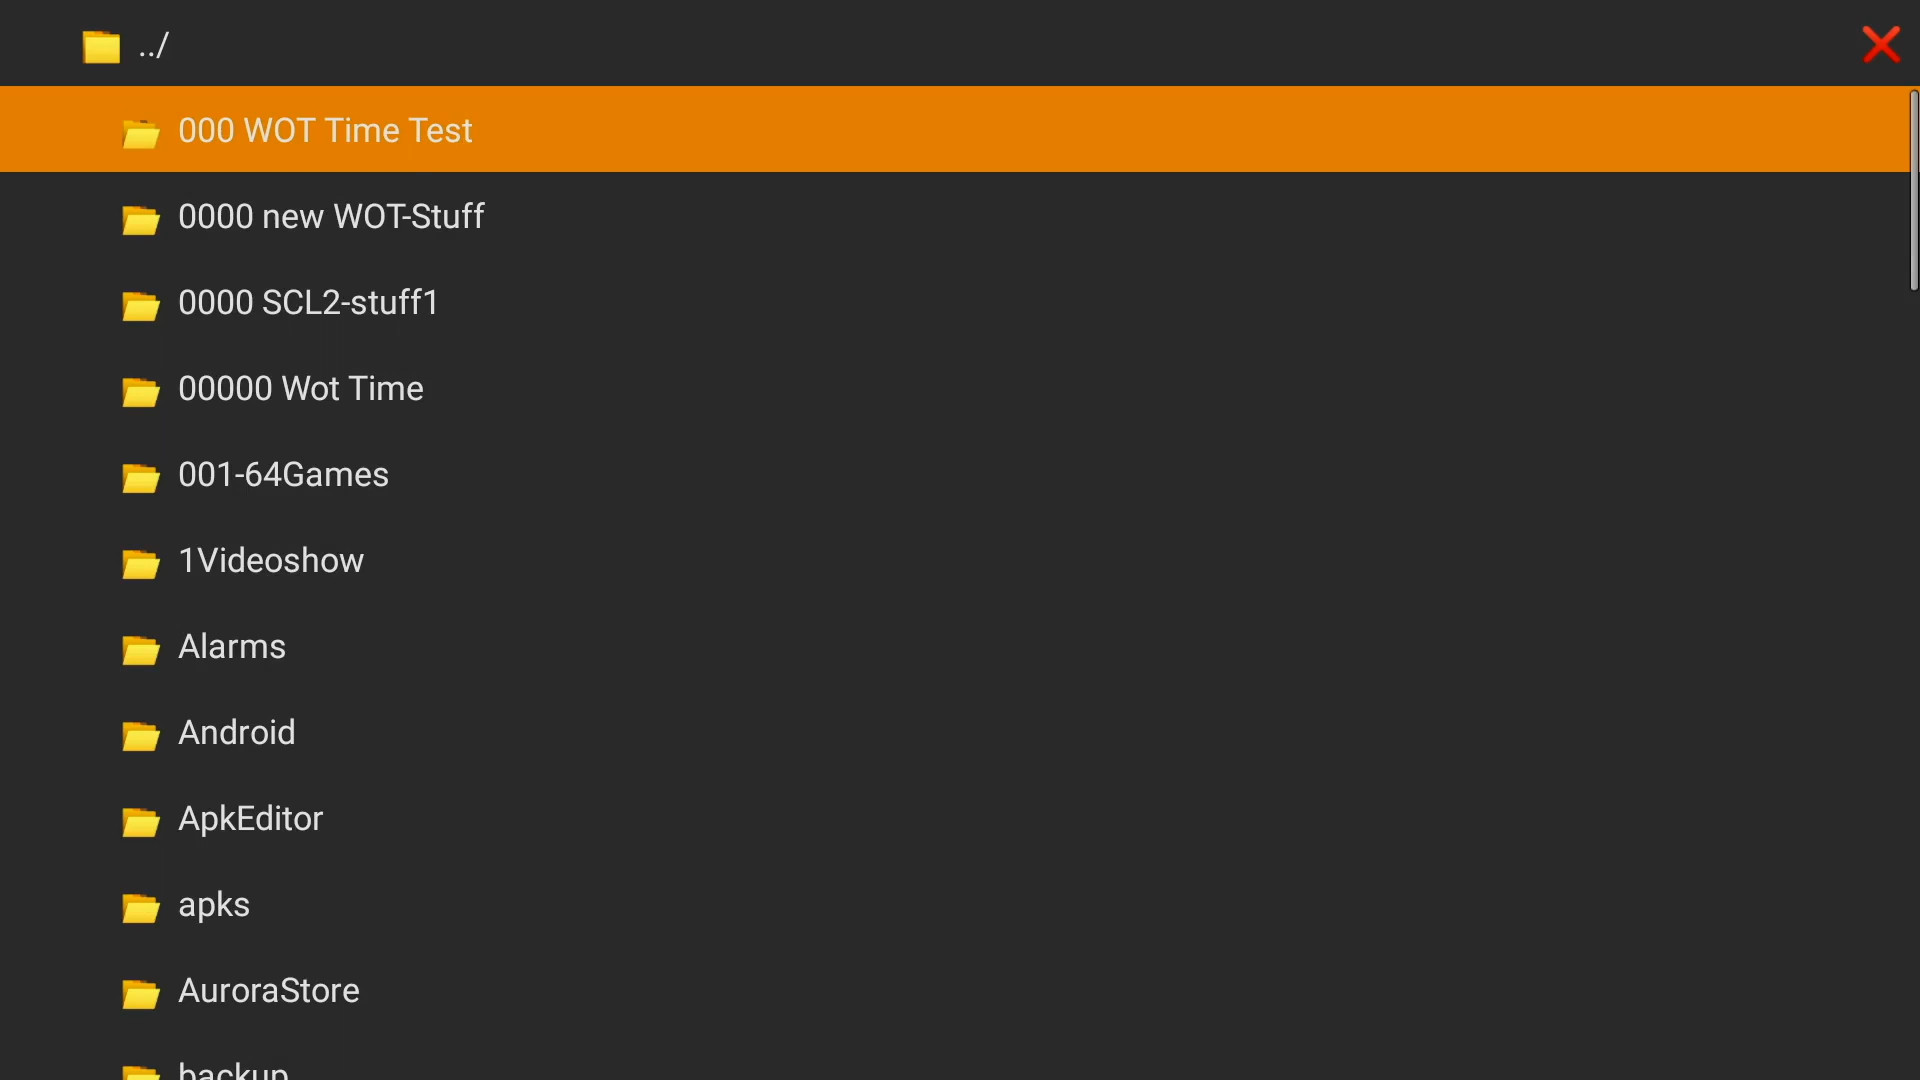 ../
000 WOT Time Test
0000 new WOT-Stuff
0000 SCL2-stuff1
00000 Wot Time
001-64Games
1Videoshow
Alarms
Android
ApkEditor
apks
AuroraStore
backup